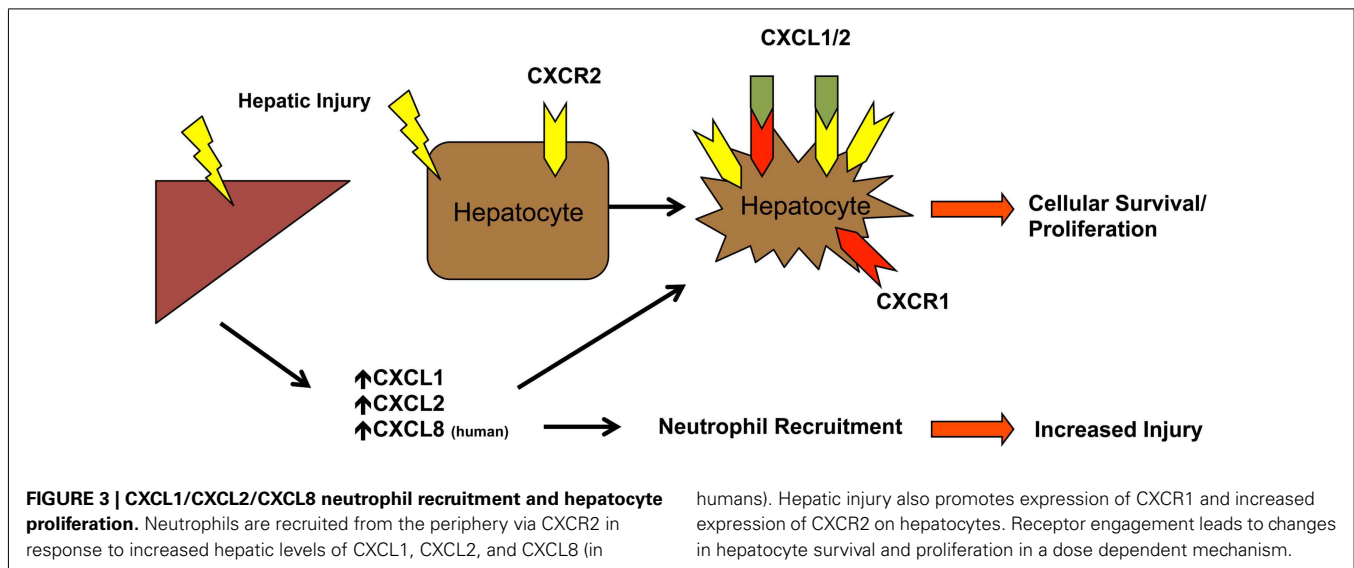 CXCL1/2
CXCR2
Hepatic Injury
Hepatocyte
Hepatocyte
Cellular Survival/
Proliferation
CXCR1
↑CXCL1
↑CXCL2
↑CXCL8 (human)
Neutrophil Recruitment
Increased Injury
FIGURE 3 | CXCL1/CXCL2/CXCL8 neutrophil recruitment and hepatocyte
proliferation. Neutrophils are recruited from the periphery via CXCR2 in
response to increased hepatic levels of CXCL1, CXCL2, and CXCL8 (in
humans). Hepatic injury also promotes expression of CXCR1 and increased
expression of CXCR2 on hepatocytes. Receptor engagement leads to changes
in hepatocyte survival and proliferation in a dose dependent mechanism.